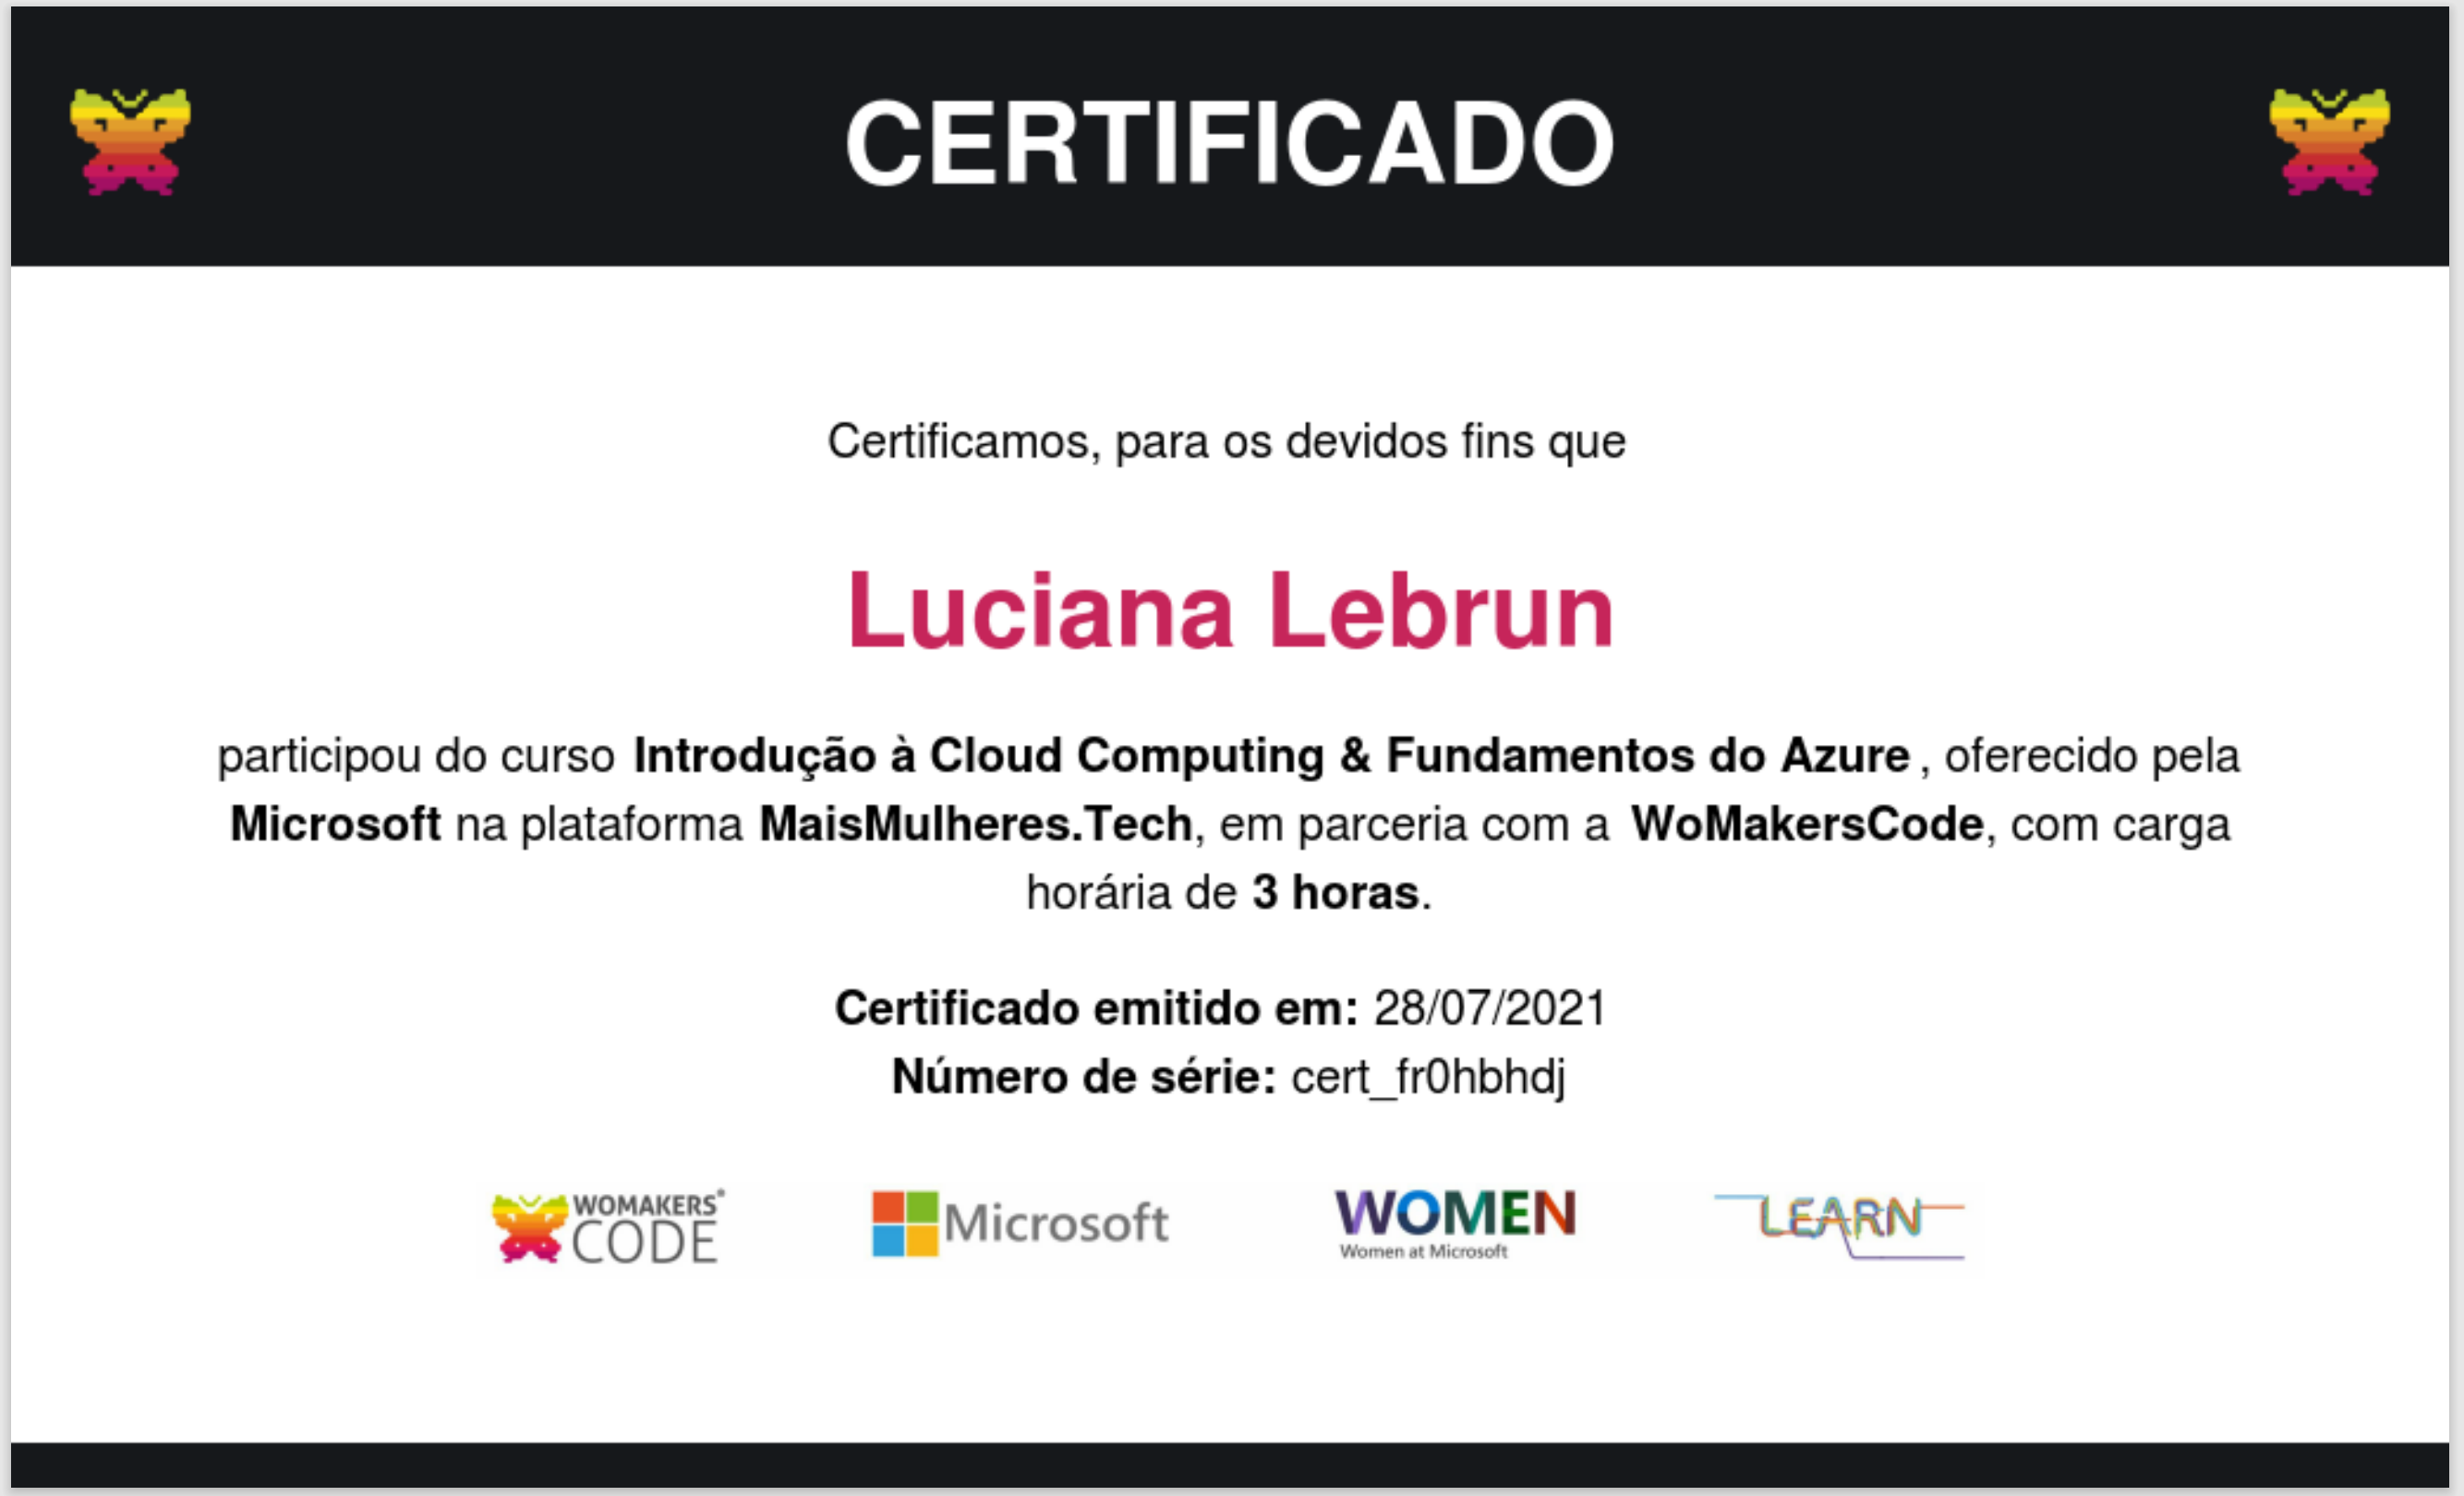 CERTIFICADO
Certificamos, para os devidos fins que
Luciana Lebrun
participou do curso Introdução à Cloud Computing & Fundamentos do Azure , oferecido pela
Microsoft na plataforma MaisMulheres.Tech, em parceria com a WoMakersCode, com carga
horária de 3 horas.
Certificado emitido em: 28/07/2021
Número de série: cert_fr0hbhdj
WOMAKERS®
CODE
Microsoft
WOMEN
Women at Microsoft
LEARN